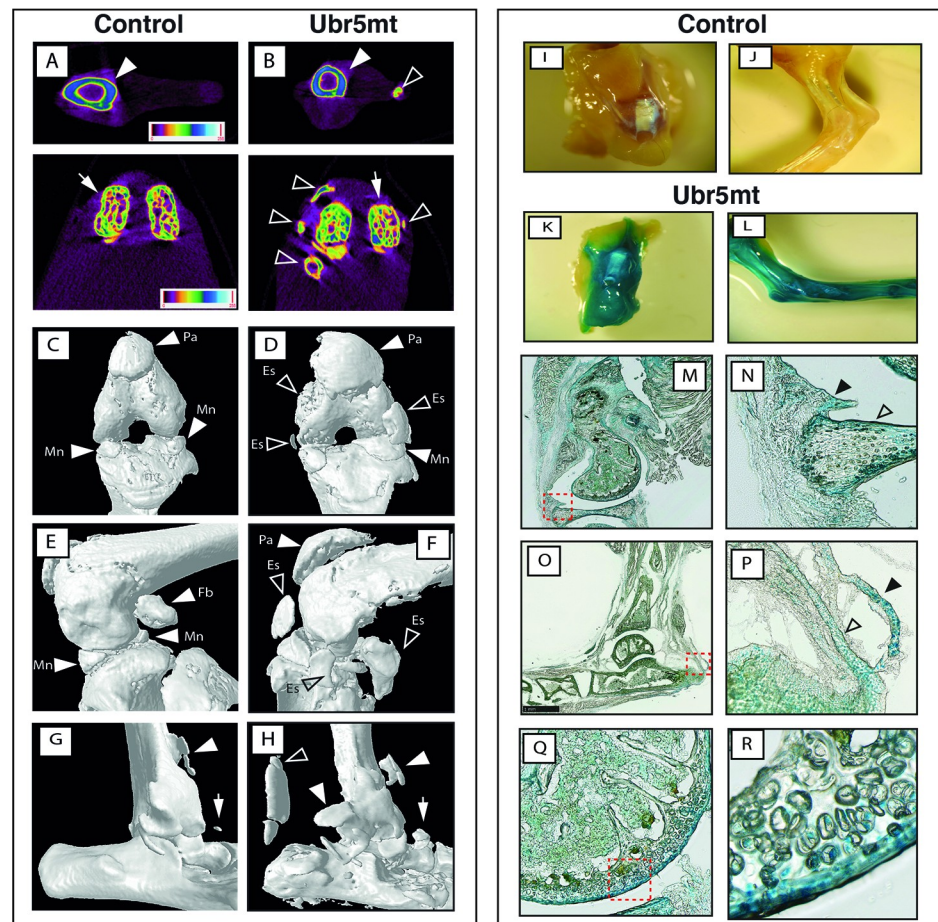 Control Ubr5mt
A
B
C
Pa
Mn
Mn
D
Pa
Es
Es
Es
Mn
E
Fb
Mn
Mn
F
Pa
Es
Es
Es
G
H
Control
I
J
Ubr5mt
K
L
M
N
O
P
Q
R